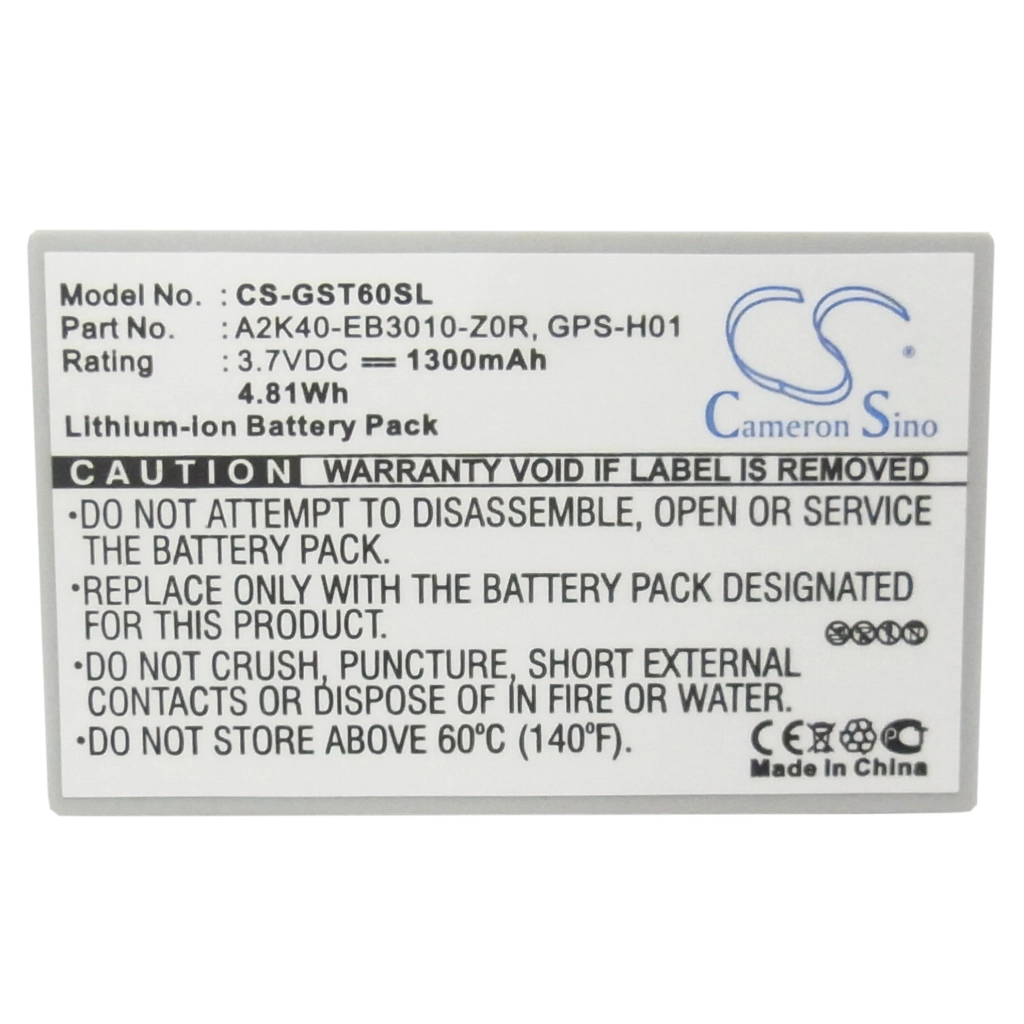 Model No. : CS-GST60SL
Part No. : A2K40-EB3010-Z0R, GPS-H01
Rating : 3.7VDC ⎓ 1300mAh
4.81Wh
Lithium-ion Battery Pack
CS ®
Cameron Sino
CAUTION WARRANTY VOID IF LABEL IS REMOVED
•DO NOT ATTEMPT TO DISASSEMBLE, OPEN OR SERVICE
THE BATTERY PACK.
•REPLACE ONLY WITH THE BATTERY PACK DESIGNATED
FOR THIS PRODUCT.
•DO NOT CRUSH, PUNCTURE, SHORT EXTERNAL
CONTACTS OR DISPOSE OF IN FIRE OR WATER.
•DO NOT STORE ABOVE 60ºC (140ºF).
CE
Made In China